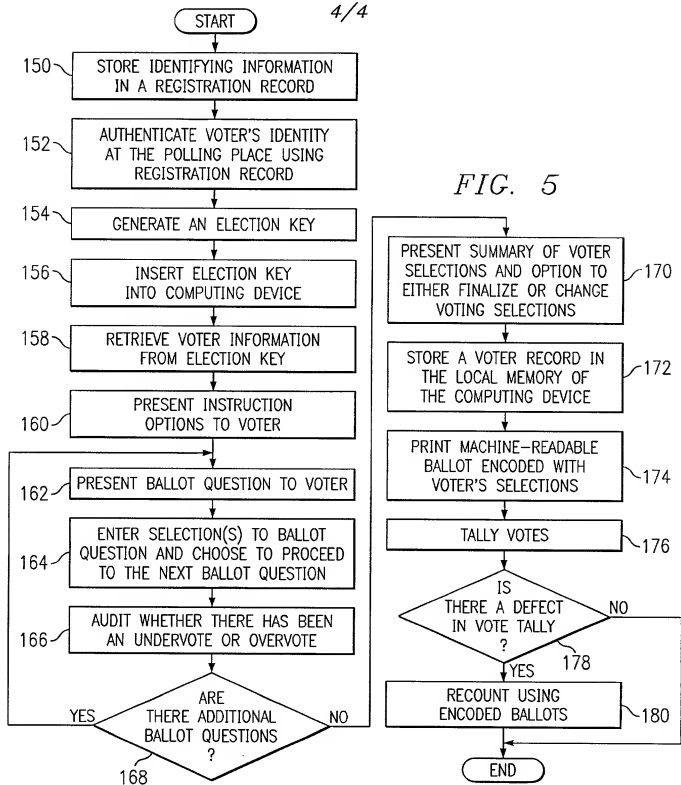 4/4
START
150
STORE IDENTIFYING INFORMATION
IN A REGISTRATION RECORD
152
AUTHENTICATE VOTER'S IDENTITY
AT THE POLLING PLACE USING
REGISTRATION RECORD
154
GENERATE AN ELECTION KEY
156
INSERT ELECTION KEY
INTO COMPUTING DEVICE
158
RETRIEVE VOTER INFORMATION
FROM ELECTION KEY
160
PRESENT INSTRUCTION
OPTIONS TO VOTER
162
PRESENT BALLOT QUESTION TO VOTER
164
ENTER SELECTION(S) TO BALLOT
QUESTION AND CHOOSE TO PROCEED
TO THE NEXT BALLOT QUESTION
166
AUDIT WHETHER THERE HAS BEEN
AN UNDERVOTE OR OVERVOTE
YES
ARE
THERE ADDITIONAL
BALLOT QUESTIONS
?
NO
168
FIG. 5
PRESENT SUMMARY OF VOTER
SELECTIONS AND OPTION TO
EITHER FINALIZE OR CHANGE
VOTING SELECTIONS
170
STORE A VOTER RECORD IN
THE LOCAL MEMORY OF
THE COMPUTING DEVICE
172
PRINT MACHINE-READABLE
BALLOT ENCODED WITH
VOTER'S SELECTIONS
174
TALLY VOTES
176
IS
THERE A DEFECT
IN VOTE TALLY
?
NO
178
YES
RECOUNT USING
ENCODED BALLOTS
180
END